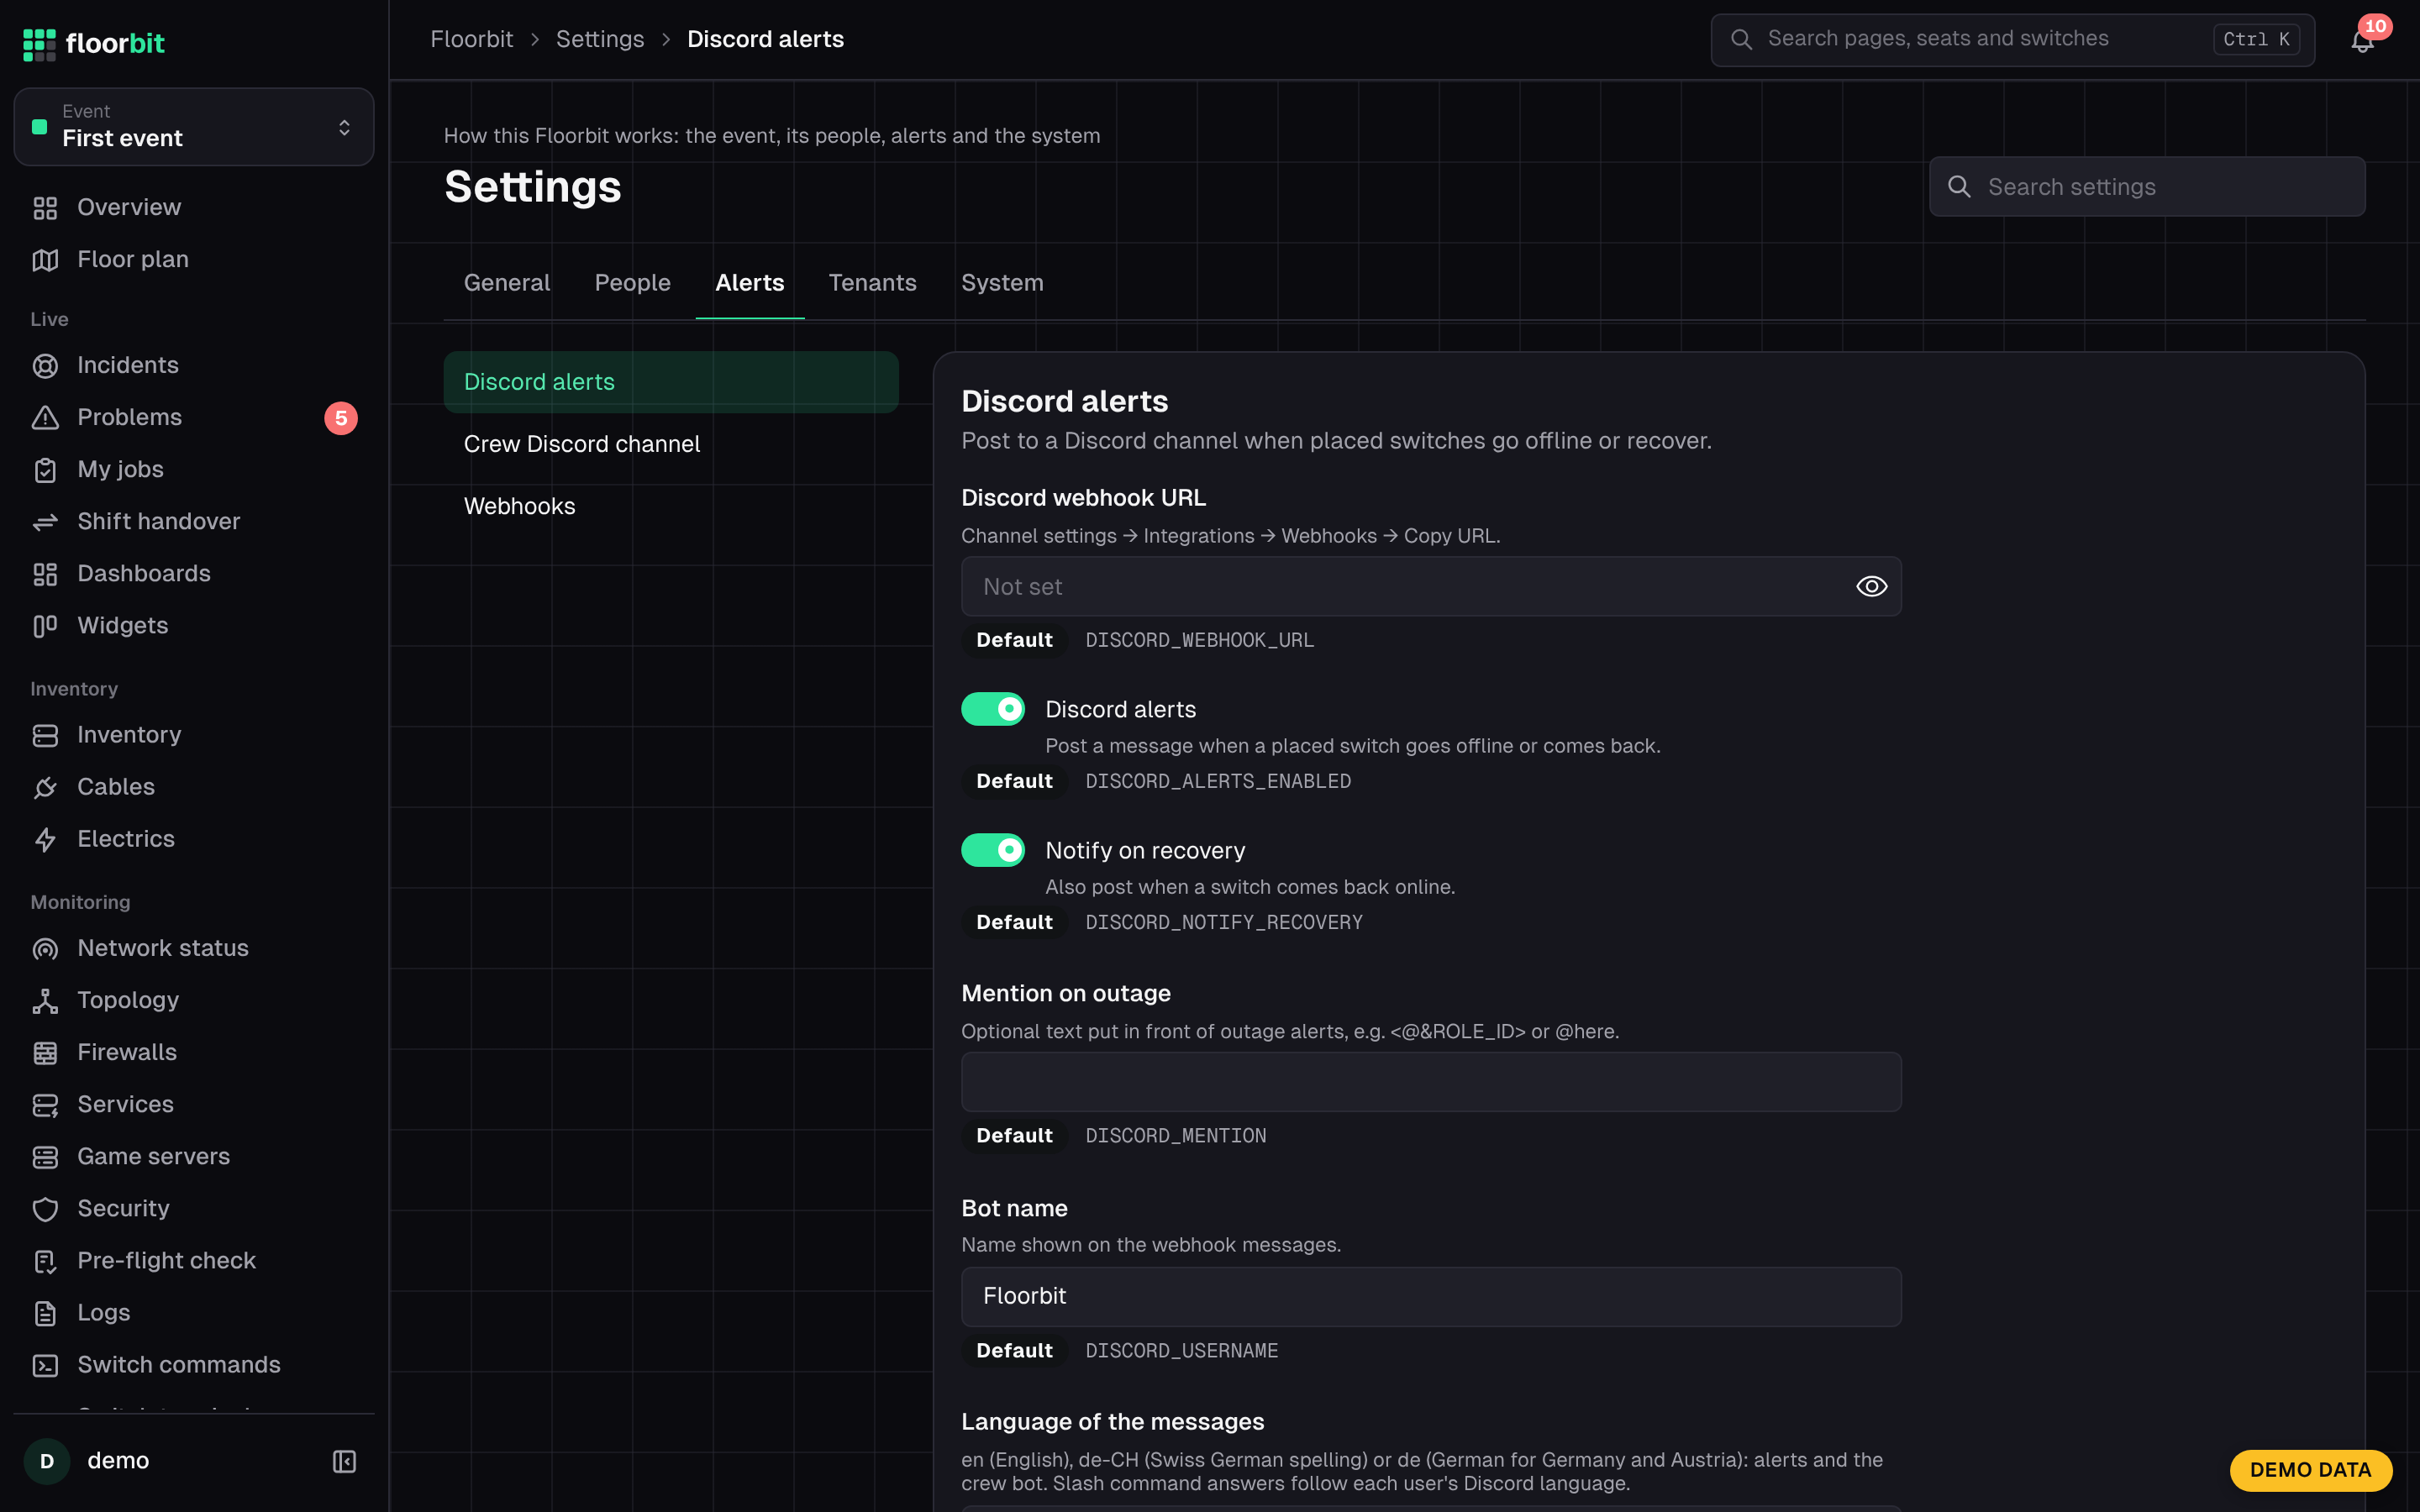 floorbit
Event
First event
Overview
Floor plan
Live
Incidents
Problems
5
My jobs
Shift handover
Dashboards
Widgets
Inventory
Inventory
Cables
Electrics
Monitoring
Network status
Topology
Firewalls
Services
Game servers
Security
Pre-flight check
Logs
Switch commands
D
demo
Floorbit > Settings > Discord alerts
Search pages, seats and switches
Ctrl K
10
How this Floorbit works: the event, its people, alerts and the system
Settings
Search settings
General
People
Alerts
Tenants
System
Discord alerts
Crew Discord channel
Webhooks
Discord alerts
Post to a Discord channel when placed switches go offline or recover.
Discord webhook URL
Channel settings → Integrations → Webhooks → Copy URL.
Not set
Default DISCORD_WEBHOOK_URL
Discord alerts
Post a message when a placed switch goes offline or comes back.
Default DISCORD_ALERTS_ENABLED
Notify on recovery
Also post when a switch comes back online.
Default DISCORD_NOTIFY_RECOVERY
Mention on outage
Optional text put in front of outage alerts, e.g. <@&ROLE_ID> or @here.
Default DISCORD_MENTION
Bot name
Name shown on the webhook messages.
Floorbit
Default DISCORD_USERNAME
Language of the messages
en (English), de-CH (Swiss German spelling) or de (German for Germany and Austria): alerts and the
crew bot. Slash command answers follow each user's Discord language.
DEMO DATA